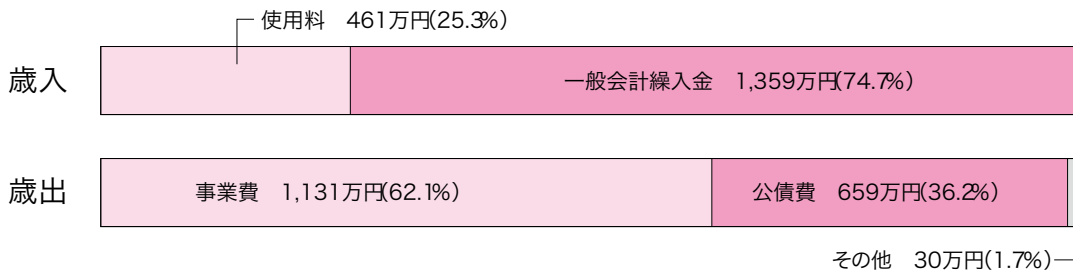 使用料　461万円(25.3%)
歳入
一般会計繰入金　1,359万円(74.7%)
歳出
事業費　1,131万円(62.1%)
公債費　659万円(36.2%)
その他　30万円(1.7%)